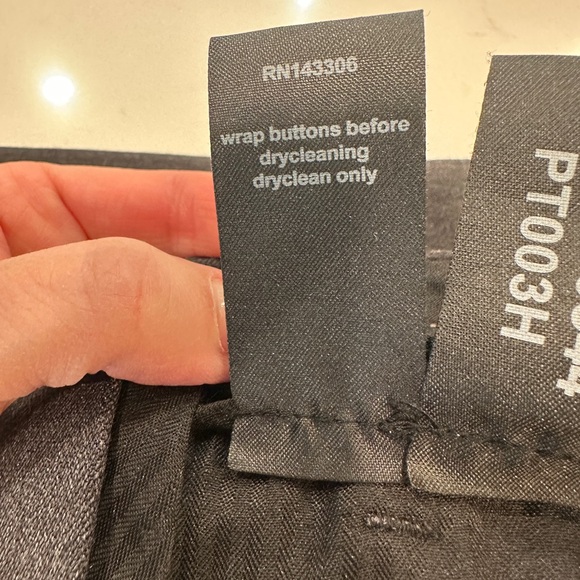 RN143306
wrap buttons before
drycleaning
dryclean only
PT003H